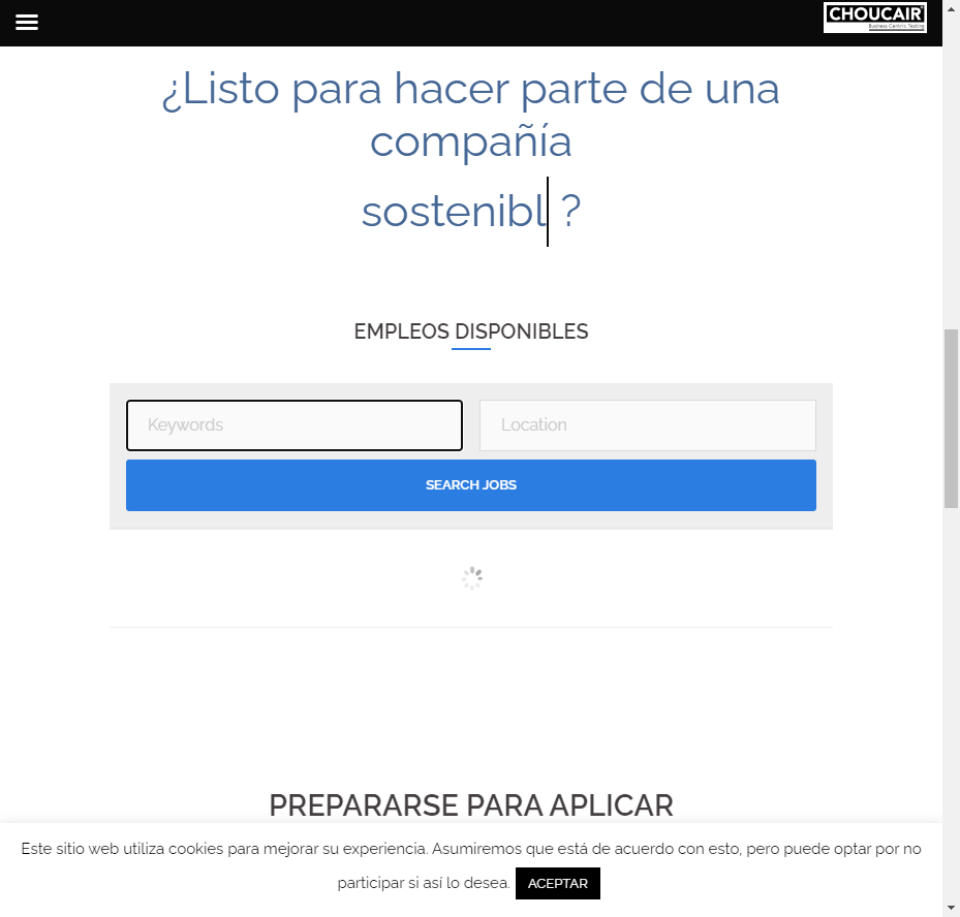 CHOUCAIR
Business Centric Testing
¿Listo para hacer parte de una
compañía
sostenibl ?
EMPLEOS DISPONIBLES
Keywords
Location
SEARCH JOBS
PREPARARSE PARA APLICAR
Este sitio web utiliza cookies para mejorar su experiencia. Asumiremos que está de acuerdo con esto, pero puede optar por no
participar si así lo desea. ACEPTAR